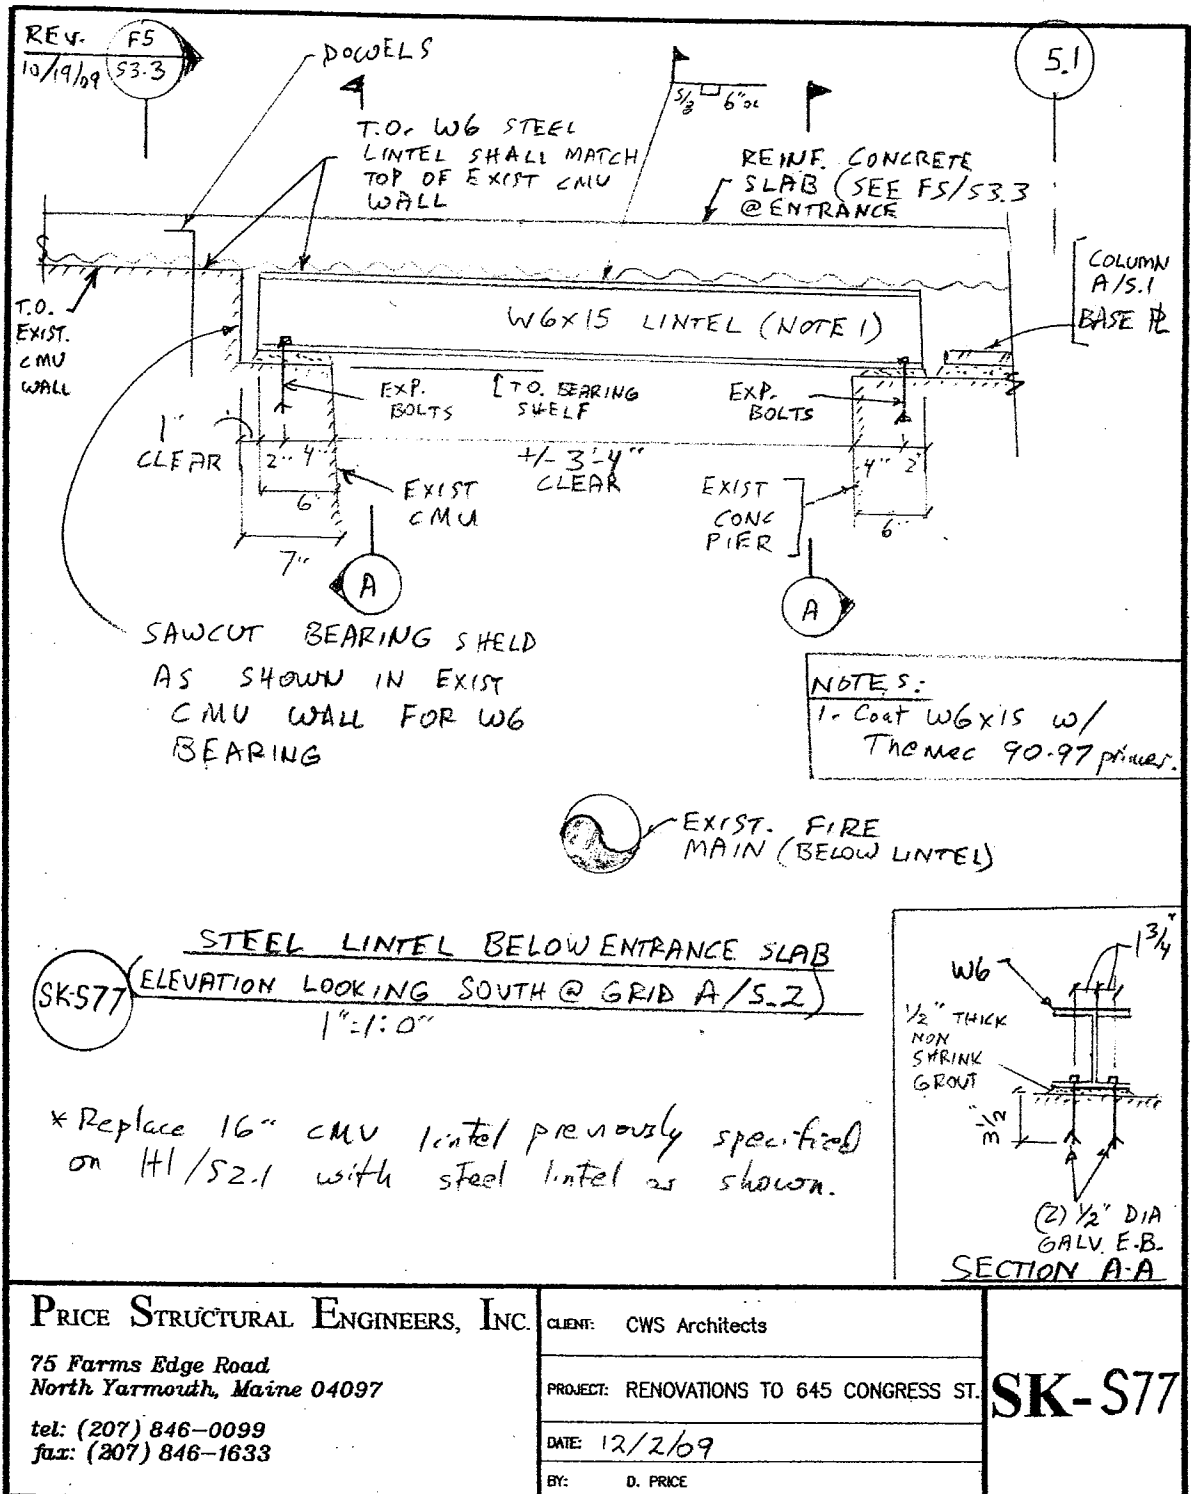 REV.
10/19/09
F5
S3.3
DOWELS
5.1
6" oc
T.O. W6 STEEL
LINTEL SHALL MATCH
TOP OF EXIST CMU
WALL
REINF. CONCRETE
SLAB (SEE F5/S3.3
@ ENTRANCE
COLUMN
A/5.1
BASE PL
T.O.
EXIST.
CMU
WALL
W6x15 LINTEL (NOTE 1)
EXP.
BOLTS
T.O. BEARING
SHELF
EXP.
BOLTS
1"
CLEAR
2" 4"
+/- 3'-4"
CLEAR
4" 2"
6"
EXIST
CMU
EXIST
CONC
PIER
6"
7"
A
A
SAWCUT BEARING SHELD
AS SHOWN IN EXIST
CMU WALL FOR W6
BEARING
NOTES:
1. Coat W6x15 w/
Themec 90-97 primer.
EXIST. FIRE
MAIN (BELOW LINTEL)
SK-S77
STEEL LINTEL BELOW ENTRANCE SLAB
(ELEVATION LOOKING SOUTH @ GRID A/5.2)
1"=1'-0"
1 3/4"
W6
1/2" THICK
NON
SHRINK
GROUT
3 1/2"
(2) 1/2" DIA
GALV. E.B.
SECTION A-A
* Replace 16" CMU lintel previously specified
on H1/S2.1 with steel lintel as shown.
PRICE STRUCTURAL ENGINEERS, INC.
75 Farms Edge Road
North Yarmouth, Maine 04097
tel: (207) 846-0099
fax: (207) 846-1633
CLIENT: CWS Architects
PROJECT: RENOVATIONS TO 645 CONGRESS ST.
DATE: 12/2/09
BY: D. PRICE
SK-S77